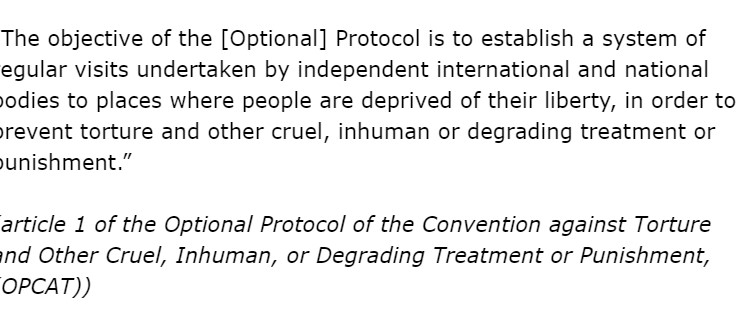 The objective of the [Optional] Protocol is to establish a system of
regular visits undertaken by independent international and national
bodies to places where people are deprived of their liberty, in order to
prevent torture and other cruel, inhuman or degrading treatment or
punishment.”
article 1 of the Optional Protocol of the Convention against Torture
and Other Cruel, Inhuman, or Degrading Treatment or Punishment,
(OPCAT))